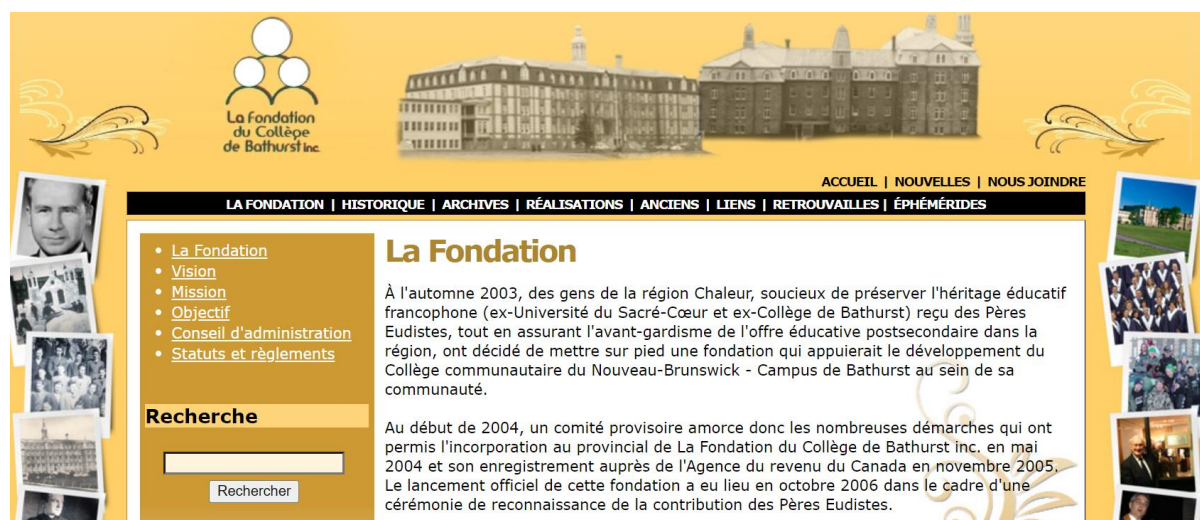 La Fondation
du Collège
de Bathurst inc.
ACCUEIL | NOUVELLES | NOUS JOINDRE
LA FONDATION | HISTORIQUE | ARCHIVES | RÉALISATIONS | ANCIENS | LIENS | RETROUVAILLES | ÉPHÉMÉRIDES
• La Fondation
• Vision
• Mission
• Objectif
• Conseil d'administration
• Statuts et règlements
Recherche
Rechercher
La Fondation
À l'automne 2003, des gens de la région Chaleur, soucieux de préserver l'héritage éducatif
francophone (ex-Université du Sacré-Cœur et ex-Collège de Bathurst) reçu des Pères
Eudistes, tout en assurant l'avant-gardisme de l'offre éducative postsecondaire dans la
région, ont décidé de mettre sur pied une fondation qui appuierait le développement du
Collège communautaire du Nouveau-Brunswick - Campus de Bathurst au sein de sa
communauté.
Au début de 2004, un comité provisoire amorce donc les nombreuses démarches qui ont
permis l'incorporation au provincial de La Fondation du Collège de Bathurst inc. en mai
2004 et son enregistrement auprès de l'Agence du revenu du Canada en novembre 2005.
Le lancement officiel de cette fondation a eu lieu en octobre 2006 dans le cadre d'une
cérémonie de reconnaissance de la contribution des Pères Eudistes.